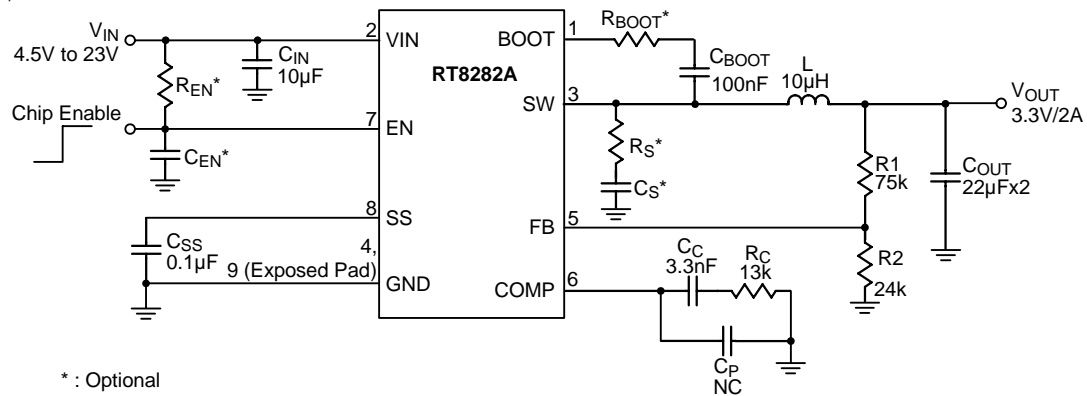 VIN
4.5V to 23V
REN*
CIN
10µF
Chip Enable
CEN*
CSS
0.1µF
2
VIN
7
EN
8
SS
4,
9 (Exposed Pad)
GND
RT8282A
BOOT
1
SW
3
FB
5
COMP
6
RBOOT*
CBOOT
100nF
L
10µH
RS*
CS*
VOUT
3.3V/2A
R1
75k
COUT
22µFx2
R2
24k
CC
3.3nF
RC
13k
CP
NC
* : Optional